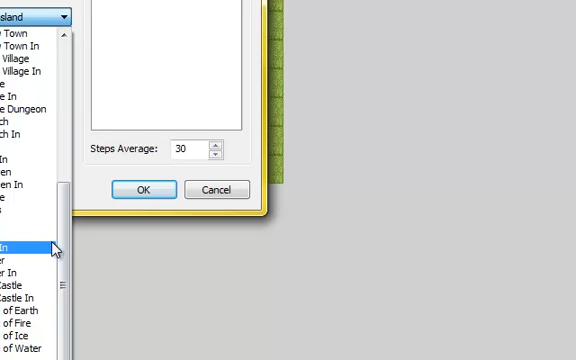 sland
Town
Town In
Village
Village In
e In
e Dungeon
ch
ch In
In
en
en In
In
er
er In
Castle
Castle In
of Earth
of Fire
of Ice
of Water
Steps Average: 30
OK Cancel